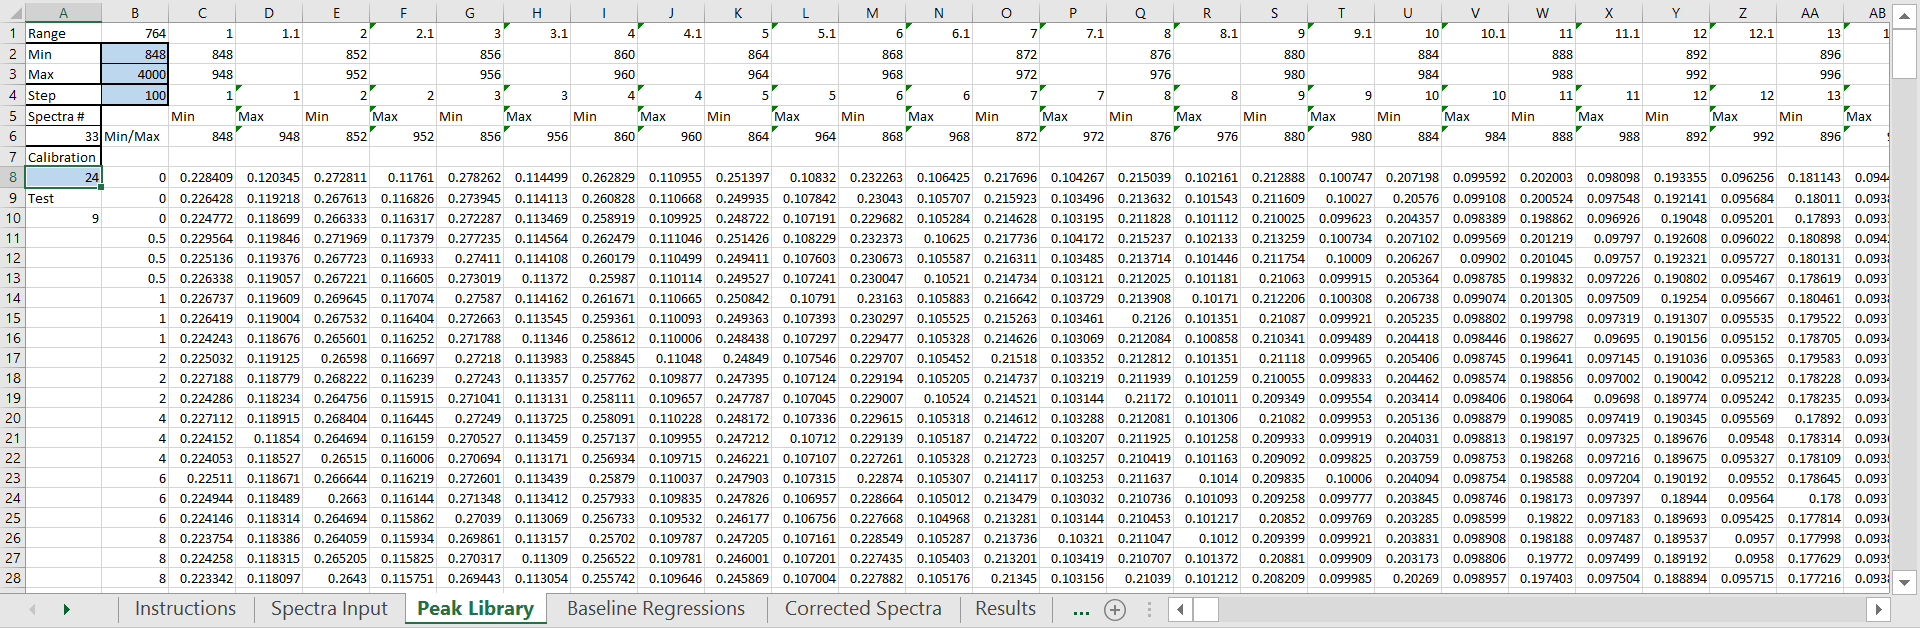 A B C D E F G H I J K L M N O P Q R S T U V W X Y Z AA AB
1 Range 764 1 1.1 2 2.1 3 3.1 4 4.1 5 5.1 6 6.1 7 7.1 8 8.1 9 9.1 10 10.1 11 11.1 12 12.1 13 1
2 Min 848 848 852 856 860 864 868 872 876 880 884 888 892 896
3 Max 4000 948 952 956 960 964 968 972 976 980 984 988 992 996
4 Step 100 1 1 2 2 3 3 4 4 5 5 6 6 7 7 8 8 9 9 10 10 11 11 12 12 13
5 Spectra # Min Max Min Max Min Max Min Max Min Max Min Max Min Max Min Max Min Max Min Max Min Max Min Max Min Max
6 33 Min/Max 848 948 852 952 856 956 860 960 864 964 868 968 872 972 876 976 880 980 884 984 888 988 892 992 896
7 Calibration
8 24 0 0.228409 0.120345 0.272811 0.11761 0.278262 0.114499 0.262829 0.110955 0.251397 0.10832 0.232263 0.106425 0.217696 0.104267 0.215039 0.102161 0.212888 0.100747 0.207198 0.099592 0.202003 0.098098 0.193355 0.096256 0.181143
9 Test 0 0.226428 0.119218 0.267613 0.116826 0.273945 0.114113 0.260828 0.110668 0.249935 0.107842 0.23043 0.105707 0.215923 0.103496 0.213632 0.101543 0.211609 0.10027 0.20576 0.099108 0.200524 0.097548 0.192141 0.095684 0.18011
10 9 0 0.224772 0.118699 0.266333 0.116317 0.272287 0.113469 0.258919 0.109925 0.248722 0.107191 0.229682 0.105284 0.214628 0.103195 0.211828 0.101112 0.210025 0.099623 0.204357 0.098389 0.198862 0.096926 0.19048 0.095201 0.17893
11 0.5 0.229564 0.119846 0.271969 0.117379 0.277235 0.114564 0.262479 0.111046 0.251426 0.108229 0.232373 0.10625 0.217736 0.104172 0.215237 0.102133 0.213259 0.100734 0.207102 0.099569 0.201219 0.09797 0.192608 0.096022 0.180898
12 0.5 0.225136 0.119376 0.267723 0.116933 0.27411 0.114108 0.260179 0.110499 0.249411 0.107603 0.230673 0.105587 0.216311 0.103485 0.213714 0.101446 0.211754 0.10009 0.206267 0.09902 0.201045 0.09757 0.192321 0.095727 0.180131
13 0.5 0.226338 0.119057 0.267221 0.116605 0.273019 0.11372 0.25987 0.110114 0.249527 0.107241 0.230047 0.10521 0.214734 0.103121 0.212025 0.101181 0.21063 0.099915 0.205364 0.098785 0.199832 0.097226 0.190802 0.095467 0.178619
14 1 0.226737 0.119609 0.269645 0.117074 0.27587 0.114162 0.261671 0.110665 0.250842 0.10791 0.23163 0.105883 0.216642 0.103729 0.213908 0.10171 0.212206 0.100308 0.206738 0.099074 0.201305 0.097509 0.19254 0.095667 0.180461
15 1 0.226419 0.119004 0.267532 0.116404 0.272663 0.113545 0.259361 0.110093 0.249363 0.107393 0.230297 0.105525 0.215263 0.103461 0.2126 0.101351 0.21087 0.099921 0.205235 0.098802 0.199798 0.097319 0.191307 0.095535 0.179522
16 1 0.224243 0.118676 0.265601 0.116252 0.271788 0.11346 0.258612 0.110006 0.248438 0.107297 0.229477 0.105328 0.214626 0.103069 0.212084 0.100858 0.210341 0.099489 0.204418 0.098446 0.198627 0.09695 0.190156 0.095152 0.178705
17 2 0.225032 0.119125 0.26598 0.116697 0.27218 0.113983 0.258845 0.11048 0.24849 0.107546 0.229707 0.105452 0.21518 0.103352 0.212812 0.101351 0.21118 0.099965 0.205406 0.098745 0.199641 0.097145 0.191036 0.095365 0.179583
18 2 0.227188 0.118779 0.268222 0.116239 0.27243 0.113357 0.257762 0.109877 0.247395 0.107124 0.229194 0.105205 0.214737 0.103219 0.211939 0.101259 0.210055 0.099833 0.204462 0.098574 0.198856 0.097002 0.190042 0.095212 0.178228
19 2 0.224286 0.118234 0.264756 0.115915 0.271041 0.113131 0.258111 0.109657 0.247787 0.107045 0.229007 0.10524 0.214521 0.103144 0.21172 0.101011 0.209349 0.099554 0.203414 0.098406 0.198064 0.09698 0.189774 0.095242 0.178235
20 4 0.227112 0.118915 0.268404 0.116445 0.27249 0.113725 0.258091 0.110228 0.248172 0.107336 0.229615 0.105318 0.214612 0.103288 0.212081 0.101306 0.21082 0.099953 0.205136 0.098879 0.199085 0.097419 0.190345 0.095569 0.17892
21 4 0.224152 0.11854 0.264694 0.116159 0.270527 0.113459 0.257137 0.109955 0.247212 0.10712 0.229139 0.105187 0.214722 0.103207 0.211925 0.101258 0.209933 0.099919 0.204031 0.098813 0.198197 0.097325 0.189676 0.09548 0.178314
22 4 0.224053 0.118527 0.26515 0.116006 0.270694 0.113171 0.256934 0.109715 0.246221 0.107107 0.227261 0.105328 0.212723 0.103257 0.210419 0.101163 0.209092 0.099825 0.203759 0.098753 0.198268 0.097216 0.189675 0.095327 0.178109
23 6 0.22511 0.118671 0.266644 0.116219 0.272601 0.113439 0.25879 0.110037 0.247903 0.107315 0.22874 0.105307 0.214117 0.103253 0.211637 0.1014 0.209835 0.10006 0.204094 0.098754 0.198588 0.097204 0.190192 0.09552 0.178645
24 6 0.224944 0.118489 0.2663 0.116144 0.271348 0.113412 0.257933 0.109835 0.247826 0.106957 0.228664 0.105012 0.213479 0.103032 0.210736 0.101093 0.209258 0.099777 0.203845 0.098746 0.198173 0.097397 0.18944 0.09564 0.178
25 6 0.224146 0.118314 0.264694 0.115862 0.27039 0.113069 0.256733 0.109532 0.246177 0.106756 0.227668 0.104968 0.213281 0.103144 0.210453 0.101217 0.20852 0.099769 0.203285 0.098599 0.19822 0.097183 0.189693 0.095425 0.177814
26 8 0.223754 0.118386 0.264059 0.115934 0.269861 0.113157 0.25702 0.109787 0.247205 0.107161 0.228549 0.105287 0.213736 0.10321 0.211047 0.1012 0.209399 0.099921 0.203831 0.098908 0.198188 0.097487 0.189537 0.0957 0.177998
27 8 0.224258 0.118315 0.265205 0.115825 0.270317 0.11309 0.256522 0.109781 0.246001 0.107201 0.227435 0.105403 0.213201 0.103419 0.210707 0.101372 0.20881 0.099909 0.203173 0.098806 0.19772 0.097499 0.189192 0.0958 0.177629
28 8 0.223342 0.118097 0.2643 0.115751 0.269443 0.113054 0.255742 0.109646 0.245869 0.107004 0.227882 0.105176 0.21345 0.103156 0.21039 0.101212 0.208209 0.099985 0.20269 0.098957 0.197403 0.097504 0.188894 0.095715 0.177216
Instructions Spectra Input Peak Library Baseline Regressions Corrected Spectra Results ...